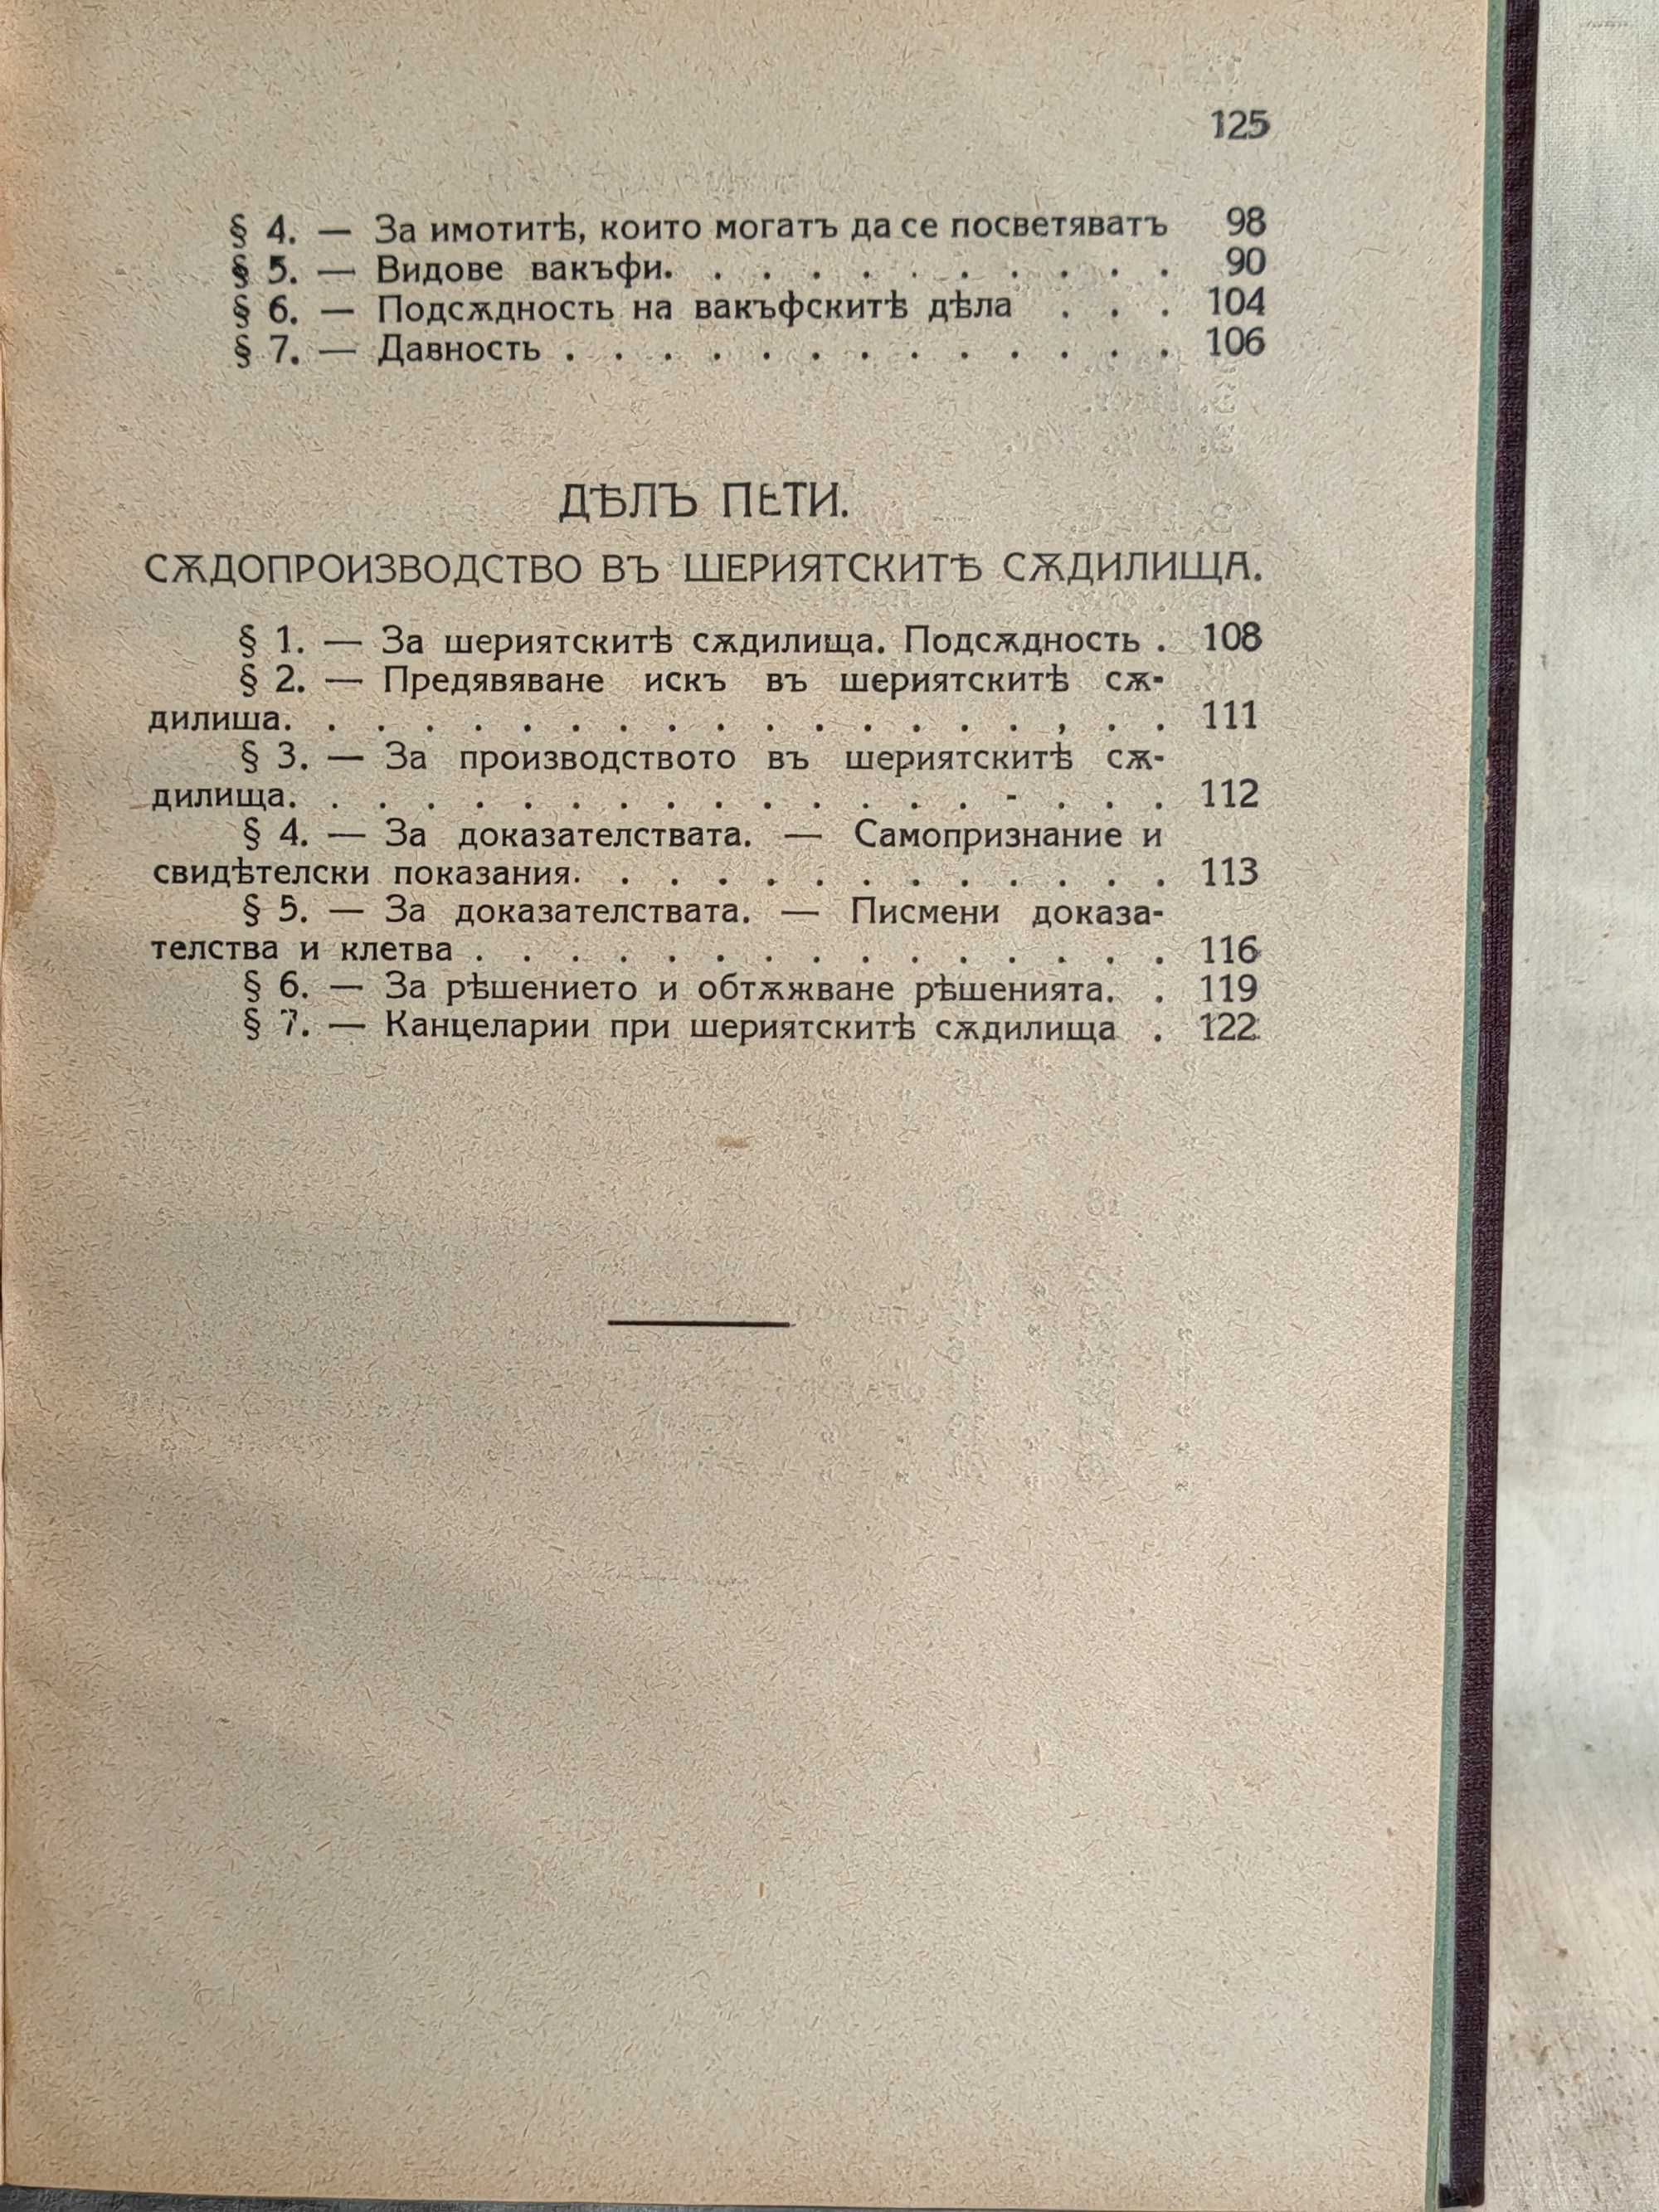 125
§ 4. — За имотитѣ, които могатъ да се посветяватъ 98
§ 5. — Видове вакъфи. . . . . . . . . . . 90
§ 6. — Подсѫдность на вакъфскитѣ дѣла . . . 104
§ 7. — Давность . . . . . . . . . . . . . 106
ДѢЛЪ ПЕТИ.
СѪДОПРОИЗВОДСТВО ВЪ ШЕРИЯТСКИТѢ СѪДИЛИЩА.
§ 1. — За шериятскитѣ сѫдилища. Подсѫдность . 108
§ 2. — Предявяване искъ въ шериятскитѣ сѫ-
дилиша. . . . . . . . . . . . . . . . , . . 111
§ 3. — За производството въ шериятскитѣ сѫ-
дилища. . . . . . . . . . . . . . . - . . . 112
§ 4. — За доказателствата. — Самопризнание и
свидѣтелски показания. . . . . . . . . . . . . 113
§ 5. — За доказателствата. — Писмени доказа-
телства и клетва . . . . . . . . . . . . . . . 116
§ 6. — За рѣшението и обтѫжване рѣшенията. . 119
§ 7. — Канцеларии при шериятскитѣ сѫдилища . 122